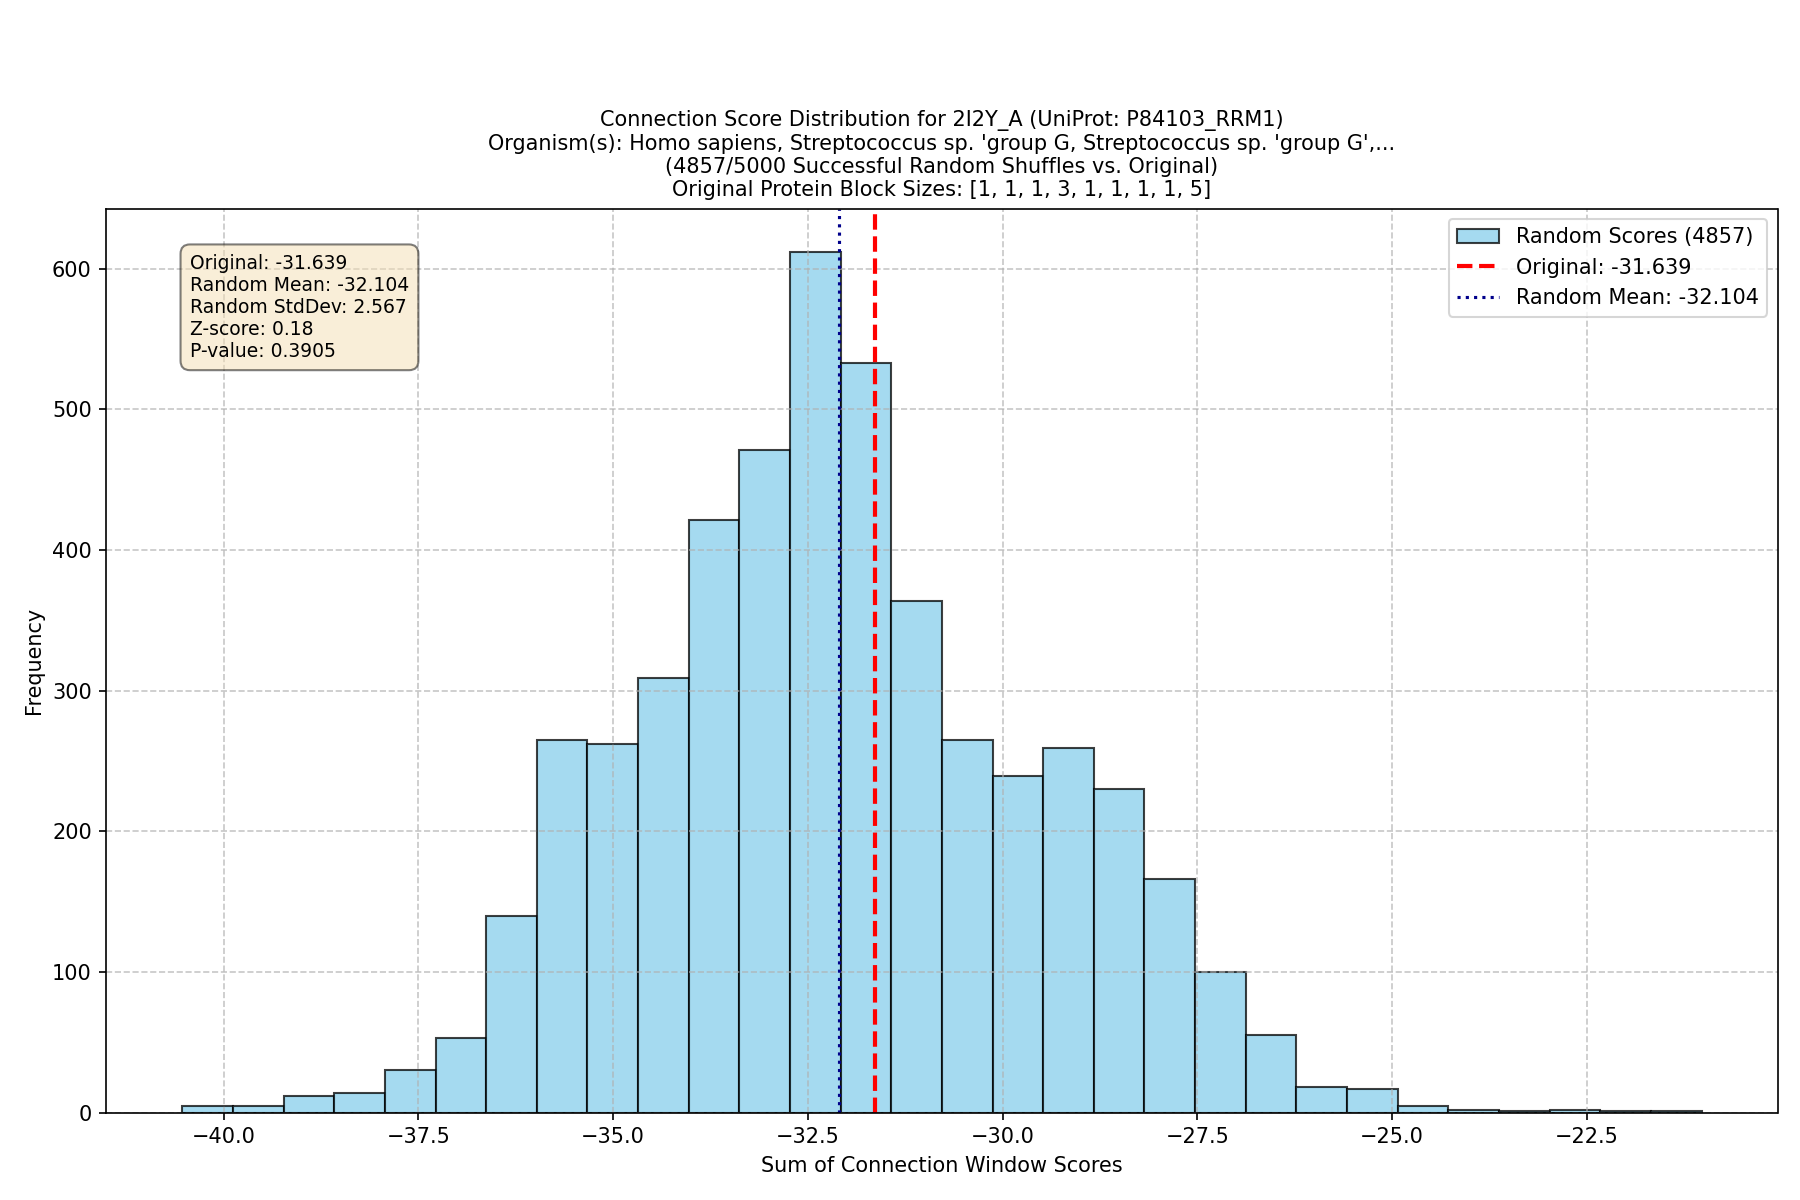 Connection Score Distribution for 2I2Y_A (UniProt: P84103_RRM1)
Organism(s): Homo sapiens, Streptococcus sp. 'group G, Streptococcus sp. 'group G',...
(4857/5000 Successful Random Shuffles vs. Original)
Original Protein Block Sizes: [1, 1, 1, 3, 1, 1, 1, 1, 5]
Original: -31.639
Random Mean: -32.104
Random StdDev: 2.567
Z-score: 0.18
P-value: 0.3905
Random Scores (4857)
Original: -31.639
Random Mean: -32.104
Frequency
600
500
400
300
200
100
0
−40.0 −37.5 −35.0 −32.5 −30.0 −27.5 −25.0 −22.5
Sum of Connection Window Scores